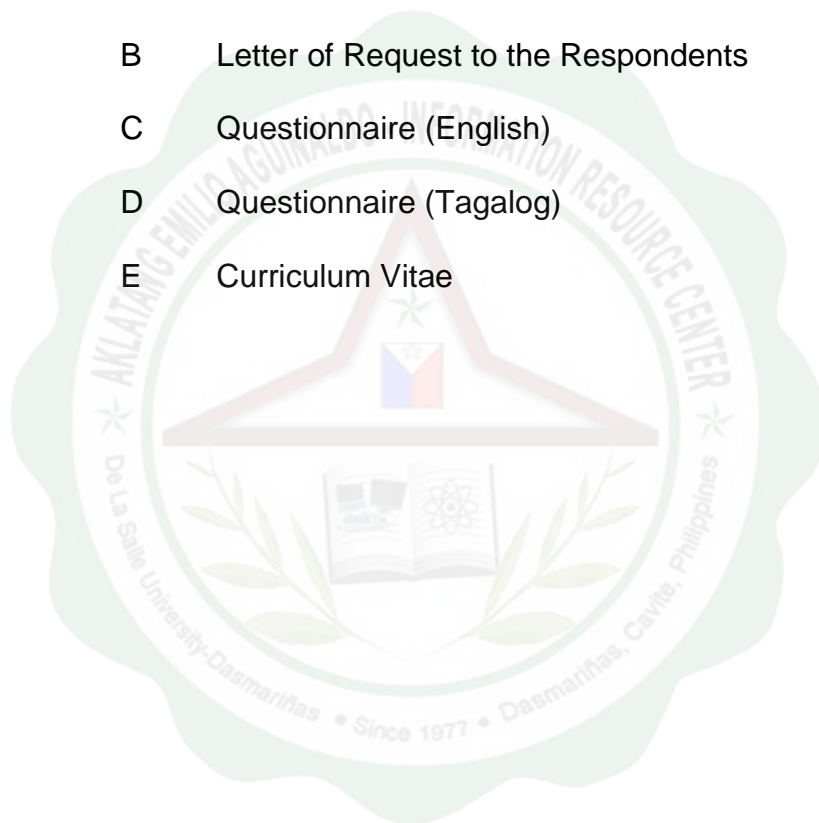 B Letter of Request to the Respondents
C Questionnaire (English)
D Questionnaire (Tagalog)
E Curriculum Vitae
AKLATANG EMILIO AGUINALDO - INFORMATION RESOURCE CENTER
De La Salle University-Dasmariñas • Since 1977 • Dasmariñas, Cavite, Philippines